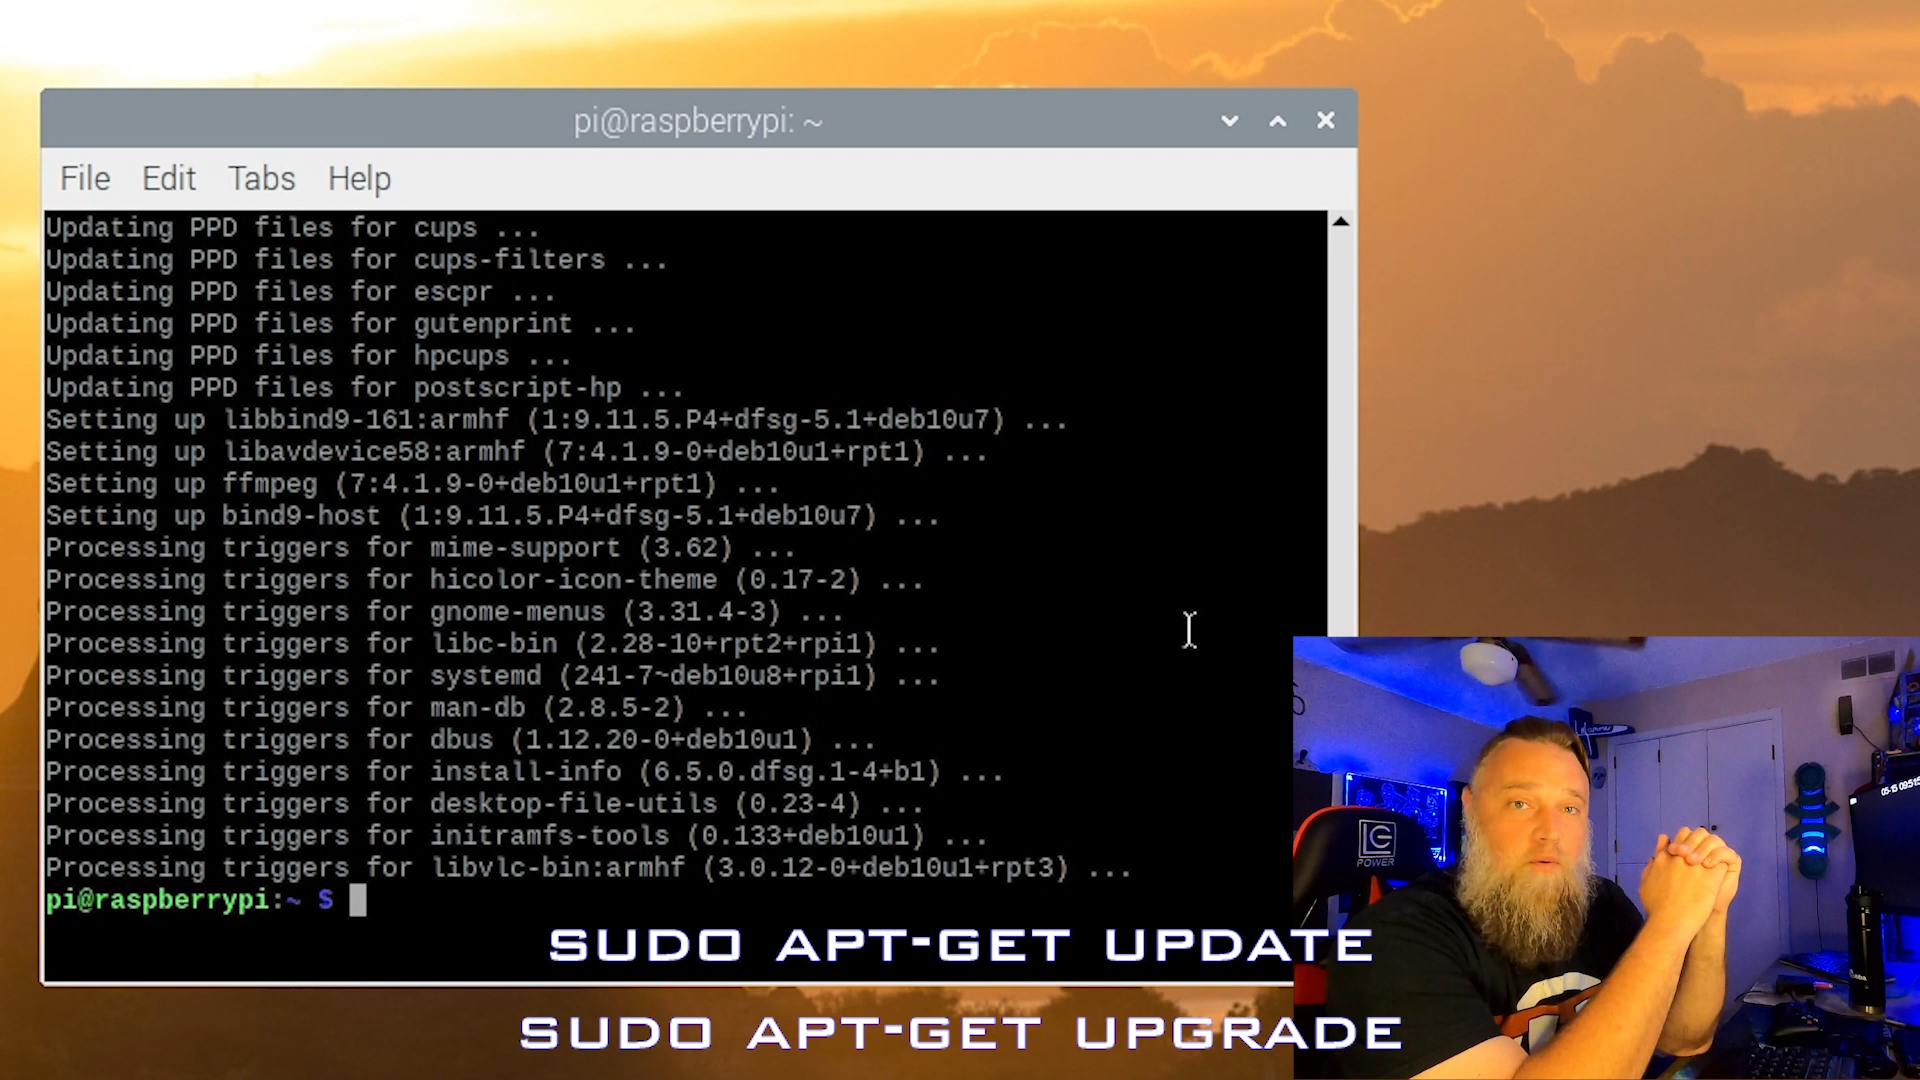 pi@raspberrypi: ~
File Edit Tabs Help
Updating PPD files for cups ...
Updating PPD files for cups-filters ...
Updating PPD files for escpr ...
Updating PPD files for gutenprint ...
Updating PPD files for hpcups ...
Updating PPD files for postscript-hp ...
Setting up libbind9-161:armhf (1:9.11.5.P4+dfsg-5.1+deb10u7) ...
Setting up libavdevice58:armhf (7:4.1.9-0+deb10u1+rpt1) ...
Setting up ffmpeg (7:4.1.9-0+deb10u1+rpt1) ...
Setting up bind9-host (1:9.11.5.P4+dfsg-5.1+deb10u7) ...
Processing triggers for mime-support (3.62) ...
Processing triggers for hicolor-icon-theme (0.17-2) ...
Processing triggers for gnome-menus (3.31.4-3) ...
Processing triggers for libc-bin (2.28-10+rpt2+rpi1) ...
Processing triggers for systemd (241-7~deb10u8+rpi1) ...
Processing triggers for man-db (2.8.5-2) ...
Processing triggers for dbus (1.12.20-0+deb10u1) ...
Processing triggers for install-info (6.5.0.dfsg.1-4+b1) ...
Processing triggers for desktop-file-utils (0.23-4) ...
Processing triggers for initramfs-tools (0.133+deb10u1) ...
Processing triggers for libvlc-bin:armhf (3.0.12-0+deb10u1+rpt3) ...
pi@raspberrypi:~ $
SUDO APT-GET UPDATE
SUDO APT-GET UPGRADE
05-15 09:51:5
LC
POWER